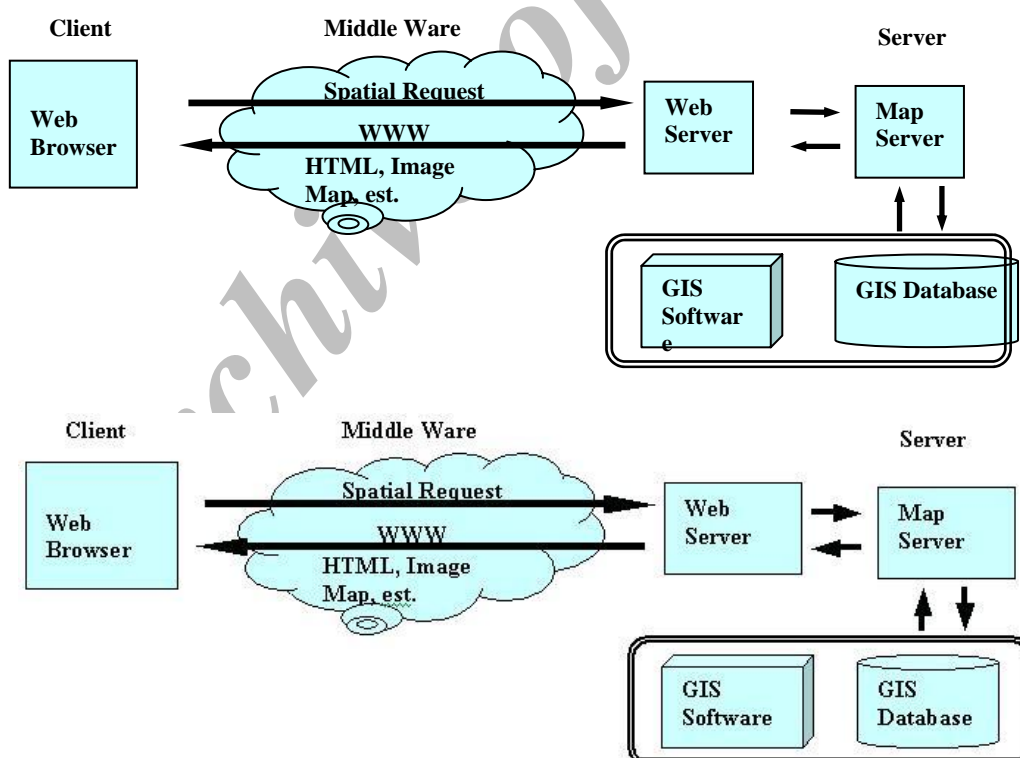 Client
Middle Ware
Server
Spatial Request
Web
Browser
WWW
HTML, Image
Map, est.
Web
Server
Map
Server
GIS
Softwar
e
GIS Database
Client
Middle Ware
Server
Spatial Request
Web
Browser
WWW
HTML, Image
Map, est.
Web
Server
Map
Server
GIS
Software
GIS
Database